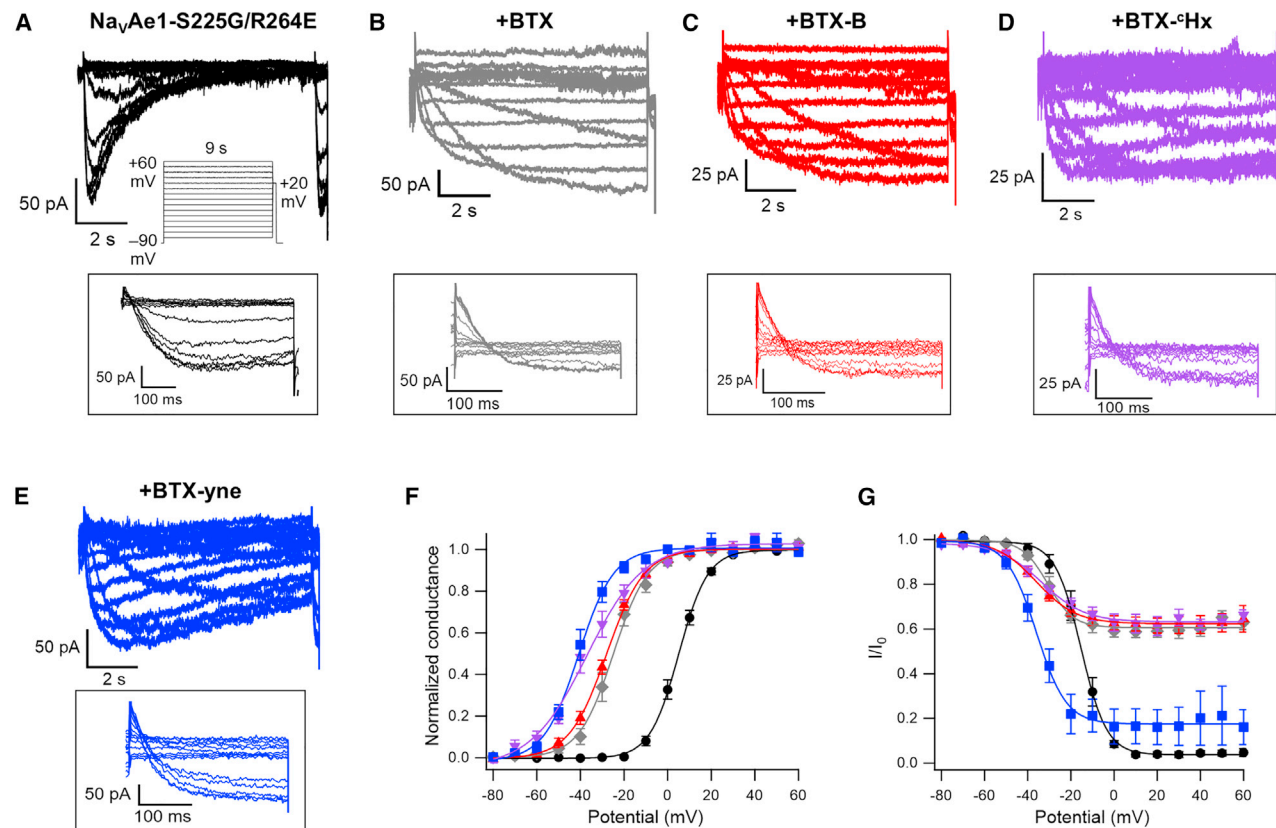 A
Na_VAe1-S225G/R264E
9 s
+60
mV
+20
mV
−90
mV
50 pA
2 s
50 pA
100 ms
B
+BTX
50 pA
2 s
50 pA
100 ms
C
+BTX-B
25 pA
2 s
25 pA
100 ms
D
+BTX-ᶜHx
25 pA
2 s
25 pA
100 ms
E
+BTX-yne
50 pA
2 s
50 pA
100 ms
F
Normalized conductance
1.0
0.8
0.6
0.4
0.2
0.0
-80 -60 -40 -20 0 20 40 60
Potential (mV)
G
I/I₀
1.0
0.8
0.6
0.4
0.2
0.0
-80 -60 -40 -20 0 20 40 60
Potential (mV)